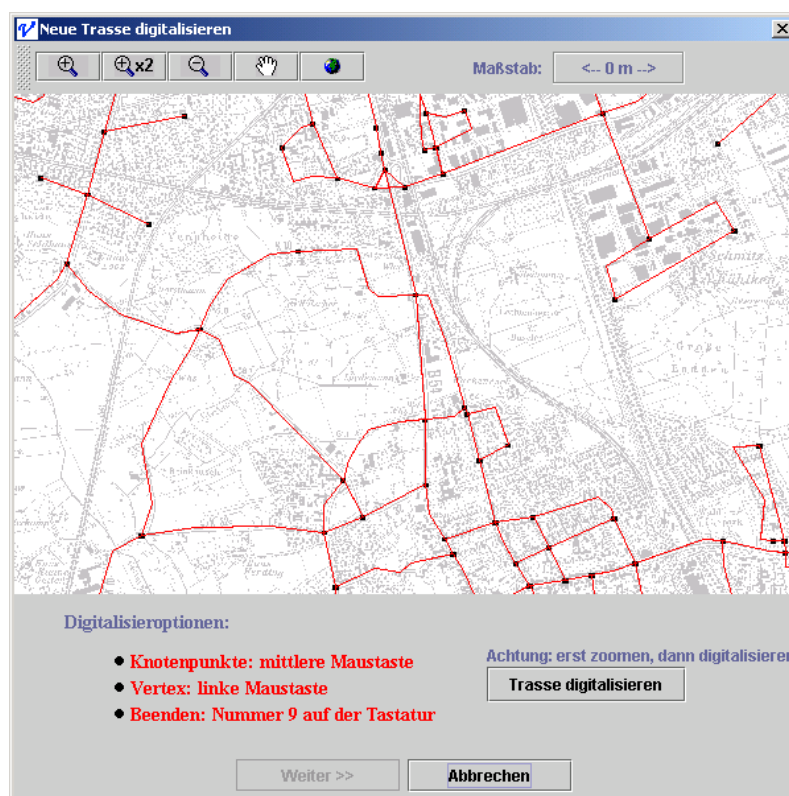 Neue Trasse digitalisieren
x2
Maßstab:
<-- 0 m -->
Digitalisieroptionen:
Knotenpunkte: mittlere Maustaste
Vertex: linke Maustaste
Beenden: Nummer 9 auf der Tastatur
Achtung: erst zoomen, dann digitalisieren
Trasse digitalisieren
Weiter >>
Abbrechen